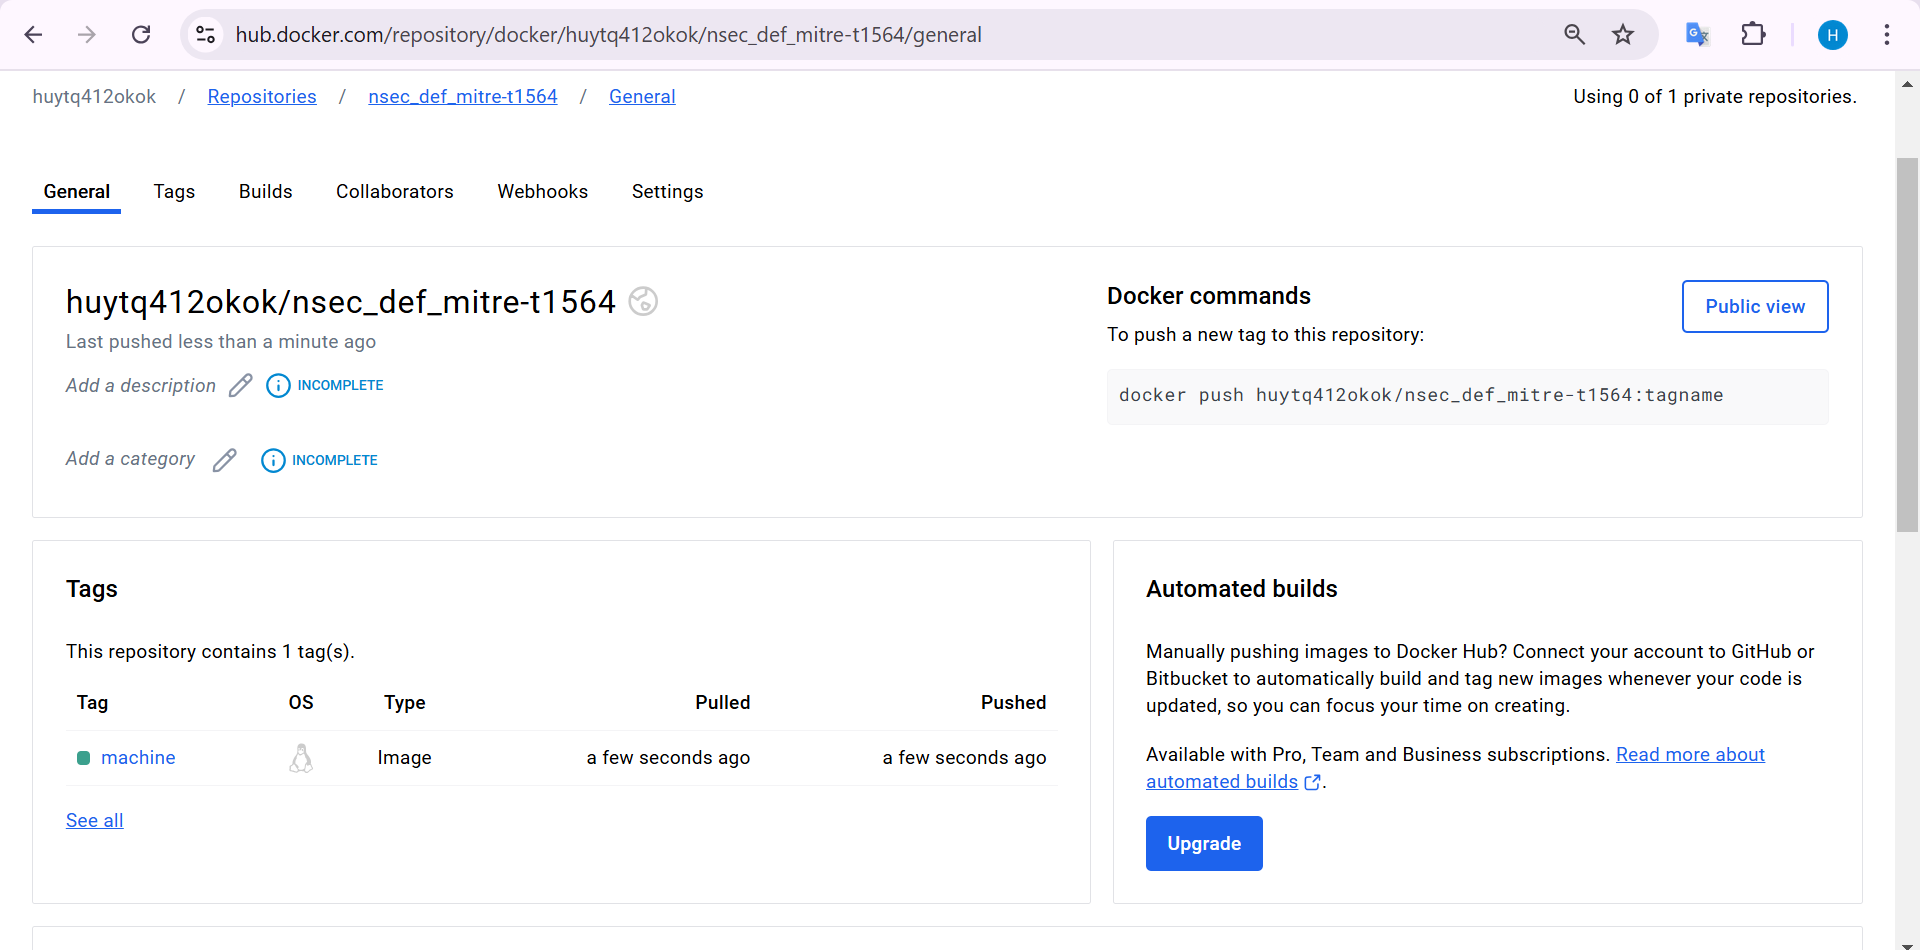 hub.docker.com/repository/docker/huytq412okok/nsec_def_mitre-t1564/general
H
huytq412okok / Repositories / nsec_def_mitre-t1564 / General
Using 0 of 1 private repositories.
General Tags Builds Collaborators Webhooks Settings
huytq412okok/nsec_def_mitre-t1564
Last pushed less than a minute ago
Add a description INCOMPLETE
Add a category INCOMPLETE
Docker commands
Public view
To push a new tag to this repository:
docker push huytq412okok/nsec_def_mitre-t1564:tagname
Tags
This repository contains 1 tag(s).
Tag OS Type Pulled Pushed
machine Image a few seconds ago a few seconds ago
See all
Automated builds
Manually pushing images to Docker Hub? Connect your account to GitHub or
Bitbucket to automatically build and tag new images whenever your code is
updated, so you can focus your time on creating.
Available with Pro, Team and Business subscriptions. Read more about
automated builds .
Upgrade